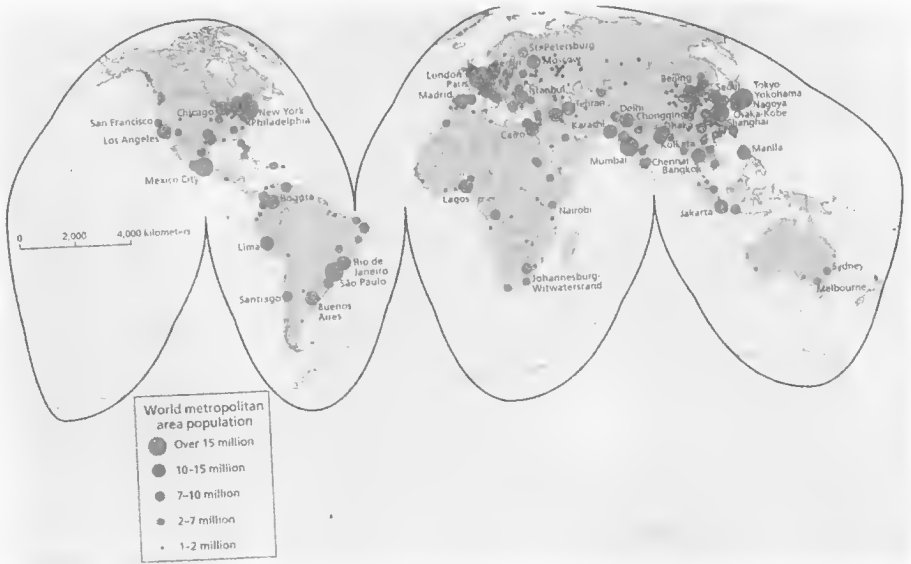 St. Petersburg
Moscow
London
Paris
Madrid
Istanbul
Tehran
Cairo
Karachi
Delhi
Mumbai
Chongqing
Dhaka
Kolkata
Chennai
Bangkok
Beijing
Seoul
Tokyo
Yokohama
Nagoya
Osaka-Kobe
Shanghai
Manila
Jakarta
Chicago
New York
Philadelphia
San Francisco
Los Angeles
Mexico City
Bogota
Lagos
Nairobi
0 2,000 4,000 kilometers
Lima
Rio de
Janeiro
São Paulo
Santiago
Buenos
Aires
Johannesburg-
Witwatersrand
Sydney
Melbourne
World metropolitan
area population
Over 15 million
10-15 million
7-10 million
2-7 million
1-2 million